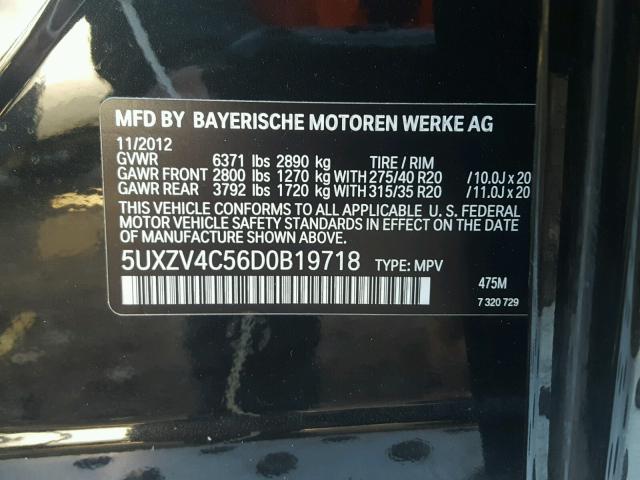 MFD BY BAYERISCHE MOTOREN WERKE AG
11/2012
GVWR 6371 lbs 2890 kg TIRE / RIM
GAWR FRONT 2800 lbs 1270 kg WITH 275/40 R20 /10.0J x 20
GAWR REAR 3792 lbs 1720 kg WITH 315/35 R20 /11.0J x 20
THIS VEHICLE CONFORMS TO ALL APPLICABLE U. S. FEDERAL
MOTOR VEHICLE SAFETY STANDARDS IN EFFECT ON THE
DATE OF MANUFACTURE SHOWN ABOVE.
5UXZV4C56D0B19718 TYPE: MPV
475M
7 320 729